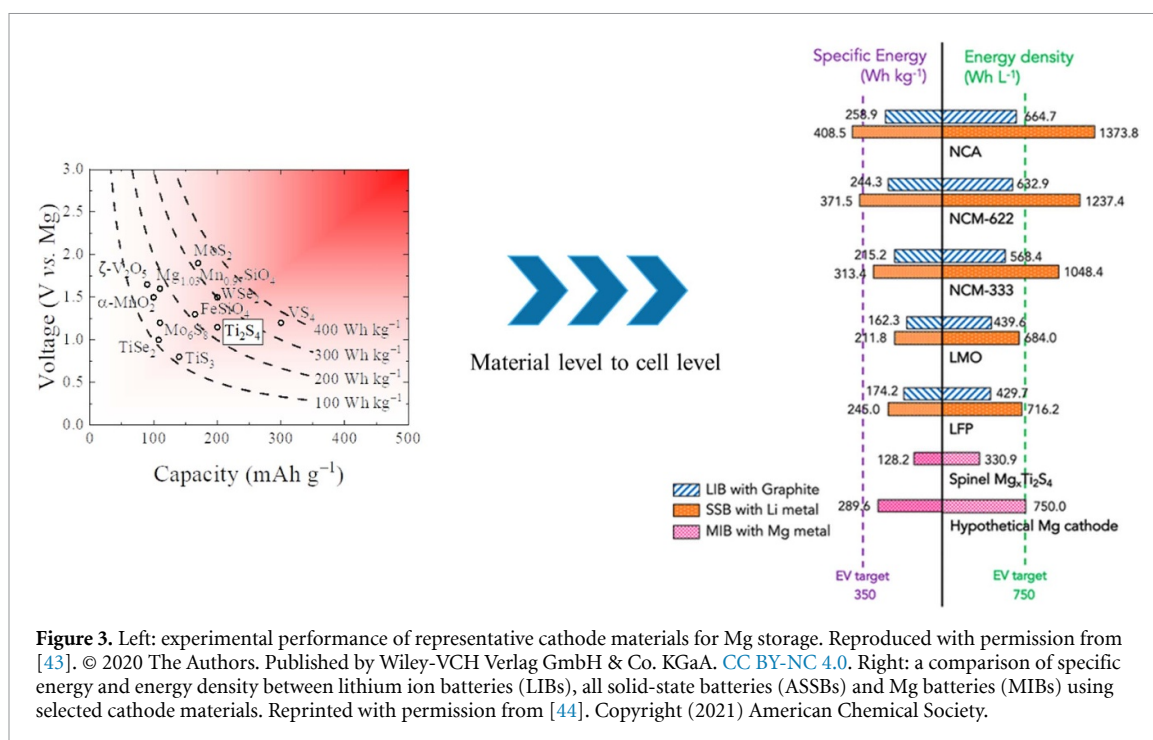 Voltage (V vs. Mg)
3.0
2.5
2.0
1.5
1.0
0.5
0.0
MoS2
ζ-V2O5
Mg1.03Mn0.97SiO4
α-MnO2
WSe2
FeSiO4
VS4
Mo6S8
Ti2S4
TiSe2
TiS3
400 Wh kg⁻¹
300 Wh kg⁻¹
200 Wh kg⁻¹
100 Wh kg⁻¹
0 100 200 300 400 500
Capacity (mAh g⁻¹)
Material level to cell level
Specific Energy
(Wh kg⁻¹)
Energy density
(Wh L⁻¹)
258.9 664.7
408.5 1373.8
NCA
244.3 632.9
371.5 1237.4
NCM-622
215.2 568.4
313.4 1048.4
NCM-333
162.3 439.6
211.8 684.0
LMO
174.2 429.7
245.0 716.2
LFP
128.2 330.9
Spinel MgxTi2S4
289.6 750.0
Hypothetical Mg cathode
LIB with Graphite
SSB with Li metal
MIB with Mg metal
EV target
350
EV target
750
Figure 3. Left: experimental performance of representative cathode materials for Mg storage. Reproduced with permission from
[43]. © 2020 The Authors. Published by Wiley-VCH Verlag GmbH & Co. KGaA. CC BY-NC 4.0. Right: a comparison of specific
energy and energy density between lithium ion batteries (LIBs), all solid-state batteries (ASSBs) and Mg batteries (MIBs) using
selected cathode materials. Reprinted with permission from [44]. Copyright (2021) American Chemical Society.